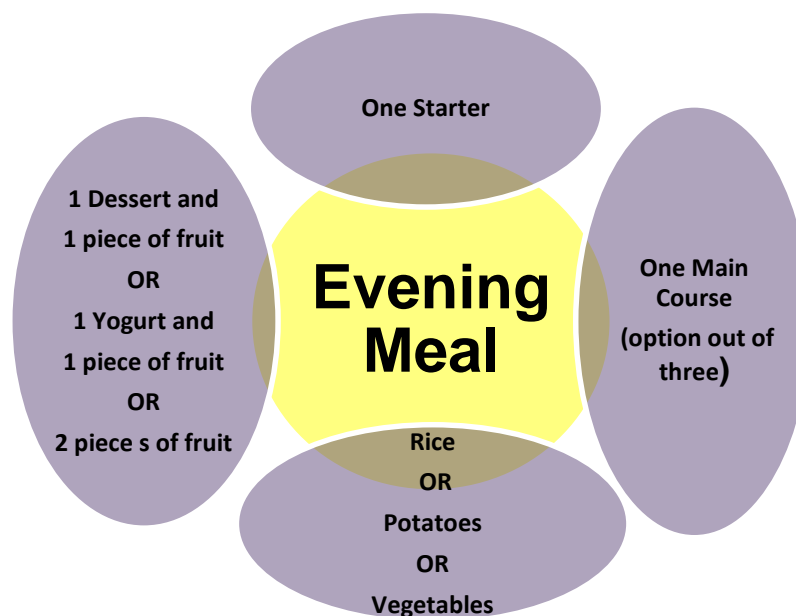 One Starter
1 Dessert and
1 piece of fruit
OR
1 Yogurt and
1 piece of fruit
OR
2 piece s of fruit
Evening
Meal
One Main
Course
(option out of
three)
Rice
OR
Potatoes
OR
Vegetables